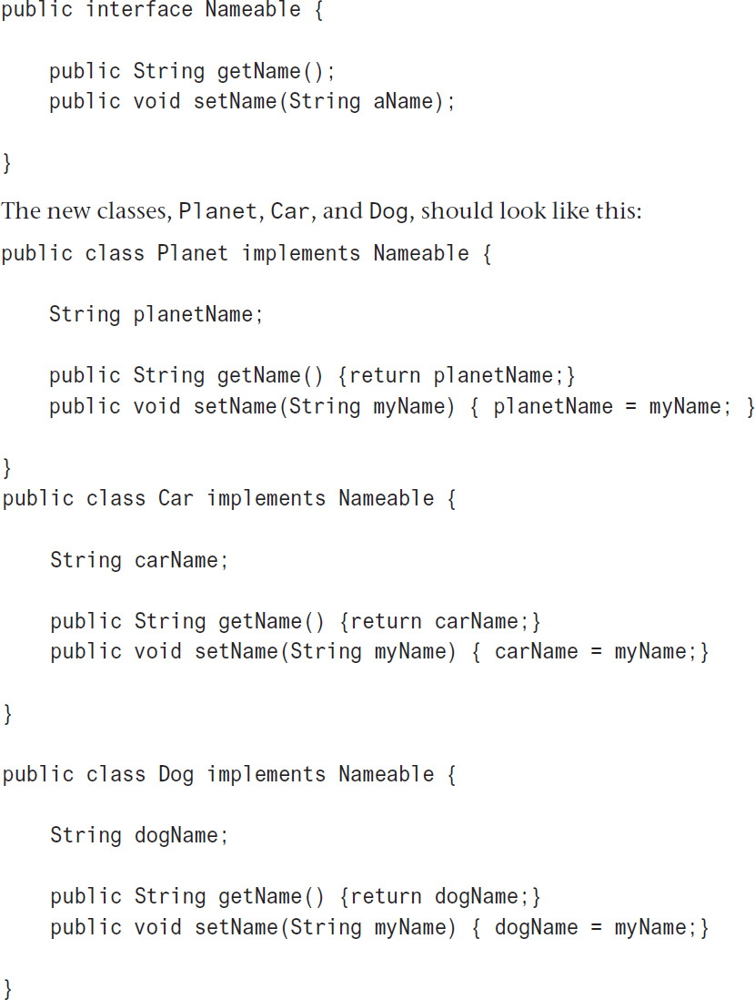 public interface Nameable {
public String getName();
public void setName(String aName);
}
The new classes, Planet, Car, and Dog, should look like this:
public class Planet implements Nameable {
String planetName;
public String getName() {return planetName;}
public void setName(String myName) { planetName = myName; }
}
public class Car implements Nameable {
String carName;
public String getName() {return carName;}
public void setName(String myName) { carName = myName;}
}
public class Dog implements Nameable {
String dogName;
public String getName() {return dogName;}
public void setName(String myName) { dogName = myName;}
}